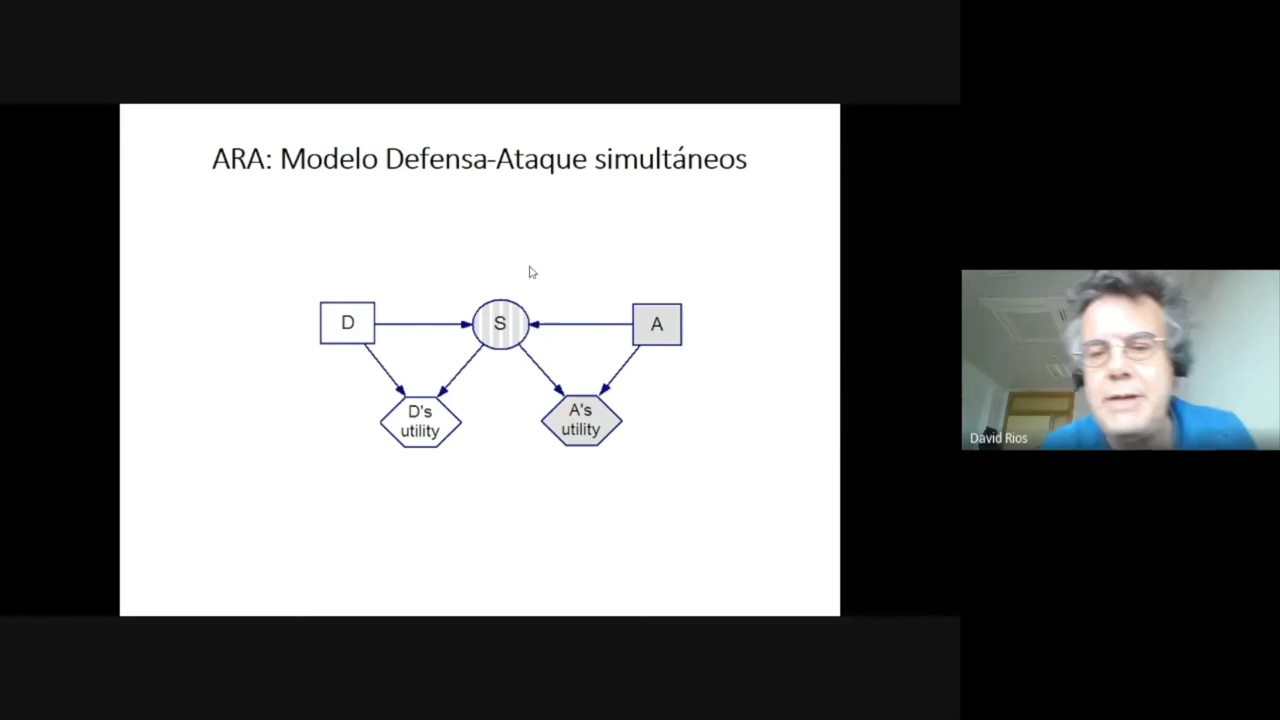 ARA: Modelo Defensa-Ataque simultáneos
D
S
A
D's
utility
A's
utility
David Rios